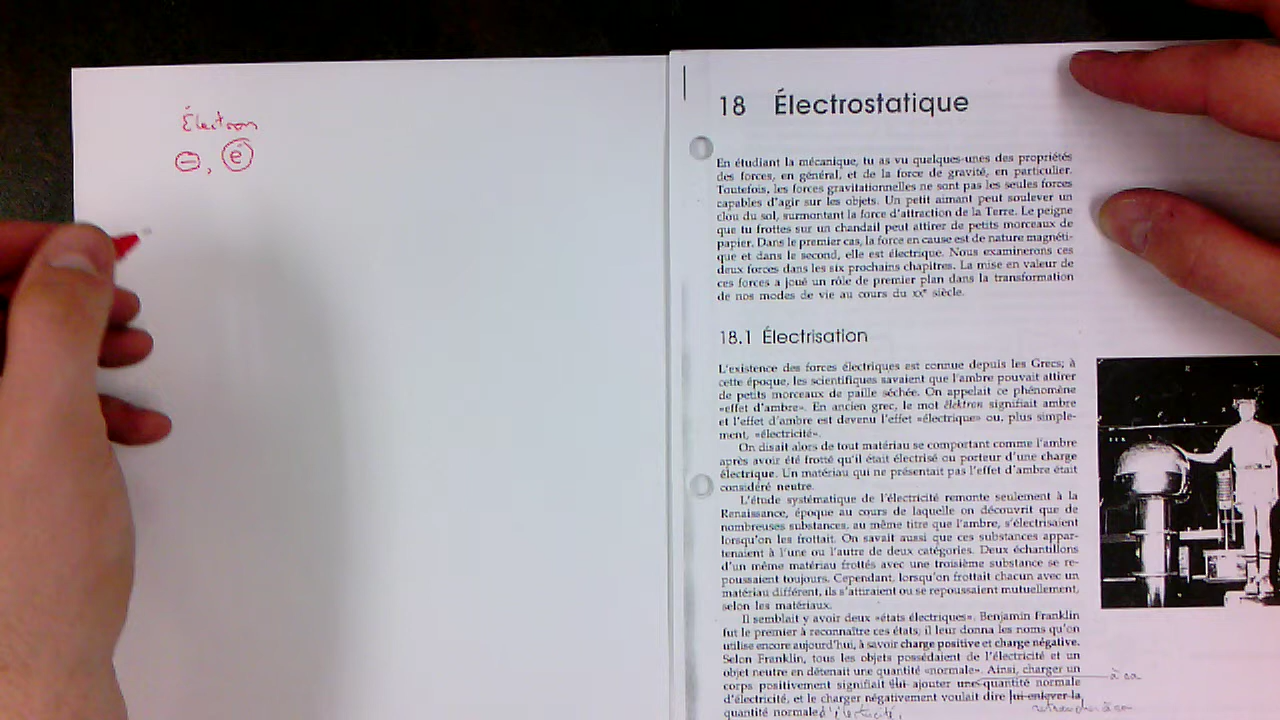 Électron
⊖, e
18 Électrostatique
En étudiant la mécanique, tu as vu quelques-unes des propriétés
des forces, en général, et de la force de gravité, en particulier.
Toutefois, les forces gravitationnelles ne sont pas les seules forces
capables d'agir sur les objets. Un petit aimant peut soulever un
clou du sol, surmontant la force d'attraction de la Terre. Le peigne
que tu frottes sur un chandail peut attirer de petits morceaux de
papier. Dans le premier cas, la force en cause est de nature magnéti-
que et dans le second, elle est électrique. Nous examinerons ces
deux forces dans les six prochains chapitres. La mise en valeur de
ces forces a joué un rôle de premier plan dans la transformation
de nos modes de vie au cours du XXe siècle.
18.1 Électrisation
L'existence des forces électriques est connue depuis les Grecs; à
cette époque, les scientifiques savaient que l'ambre pouvait attirer
de petits morceaux de paille séchée. On appelait ce phénomène
«effet d'ambre». En ancien grec, le mot élektron signifiait ambre
et l'effet d'ambre est devenu l'effet «électrique» ou, plus simple-
ment, «électricité».
On disait alors de tout matériau se comportant comme l'ambre
après avoir été frotté qu'il était électrisé ou porteur d'une charge
électrique. Un matériau qui ne présentait pas l'effet d'ambre était
considéré neutre.
L'étude systématique de l'électricité remonte seulement à la
Renaissance, époque au cours de laquelle on découvrit que de
nombreuses substances, au même titre que l'ambre, s'électrisaient
lorsqu'on les frottait. On savait aussi que ces substances appar-
tenaient à l'une ou l'autre de deux catégories. Deux échantillons
d'un même matériau frottés avec une troisième substance se re-
poussaient toujours. Cependant, lorsqu'on frottait chacun avec un
matériau différent, ils s'attiraient ou se repoussaient mutuellement,
selon les matériaux.
Il semblait y avoir deux «états électriques». Benjamin Franklin
fut le premier à reconnaître ces états; il leur donna les noms qu'on
utilise encore aujourd'hui, à savoir charge positive et charge négative.
Selon Franklin, tous les objets possédaient de l'électricité et un
objet neutre en détenait une quantité «normale». Ainsi, charger un
corps positivement signifiait lui ajouter une quantité normale à sa
d'électricité, et le charger négativement voulait dire lui enlever la
quantité normale d'électricité, retrancher à sa